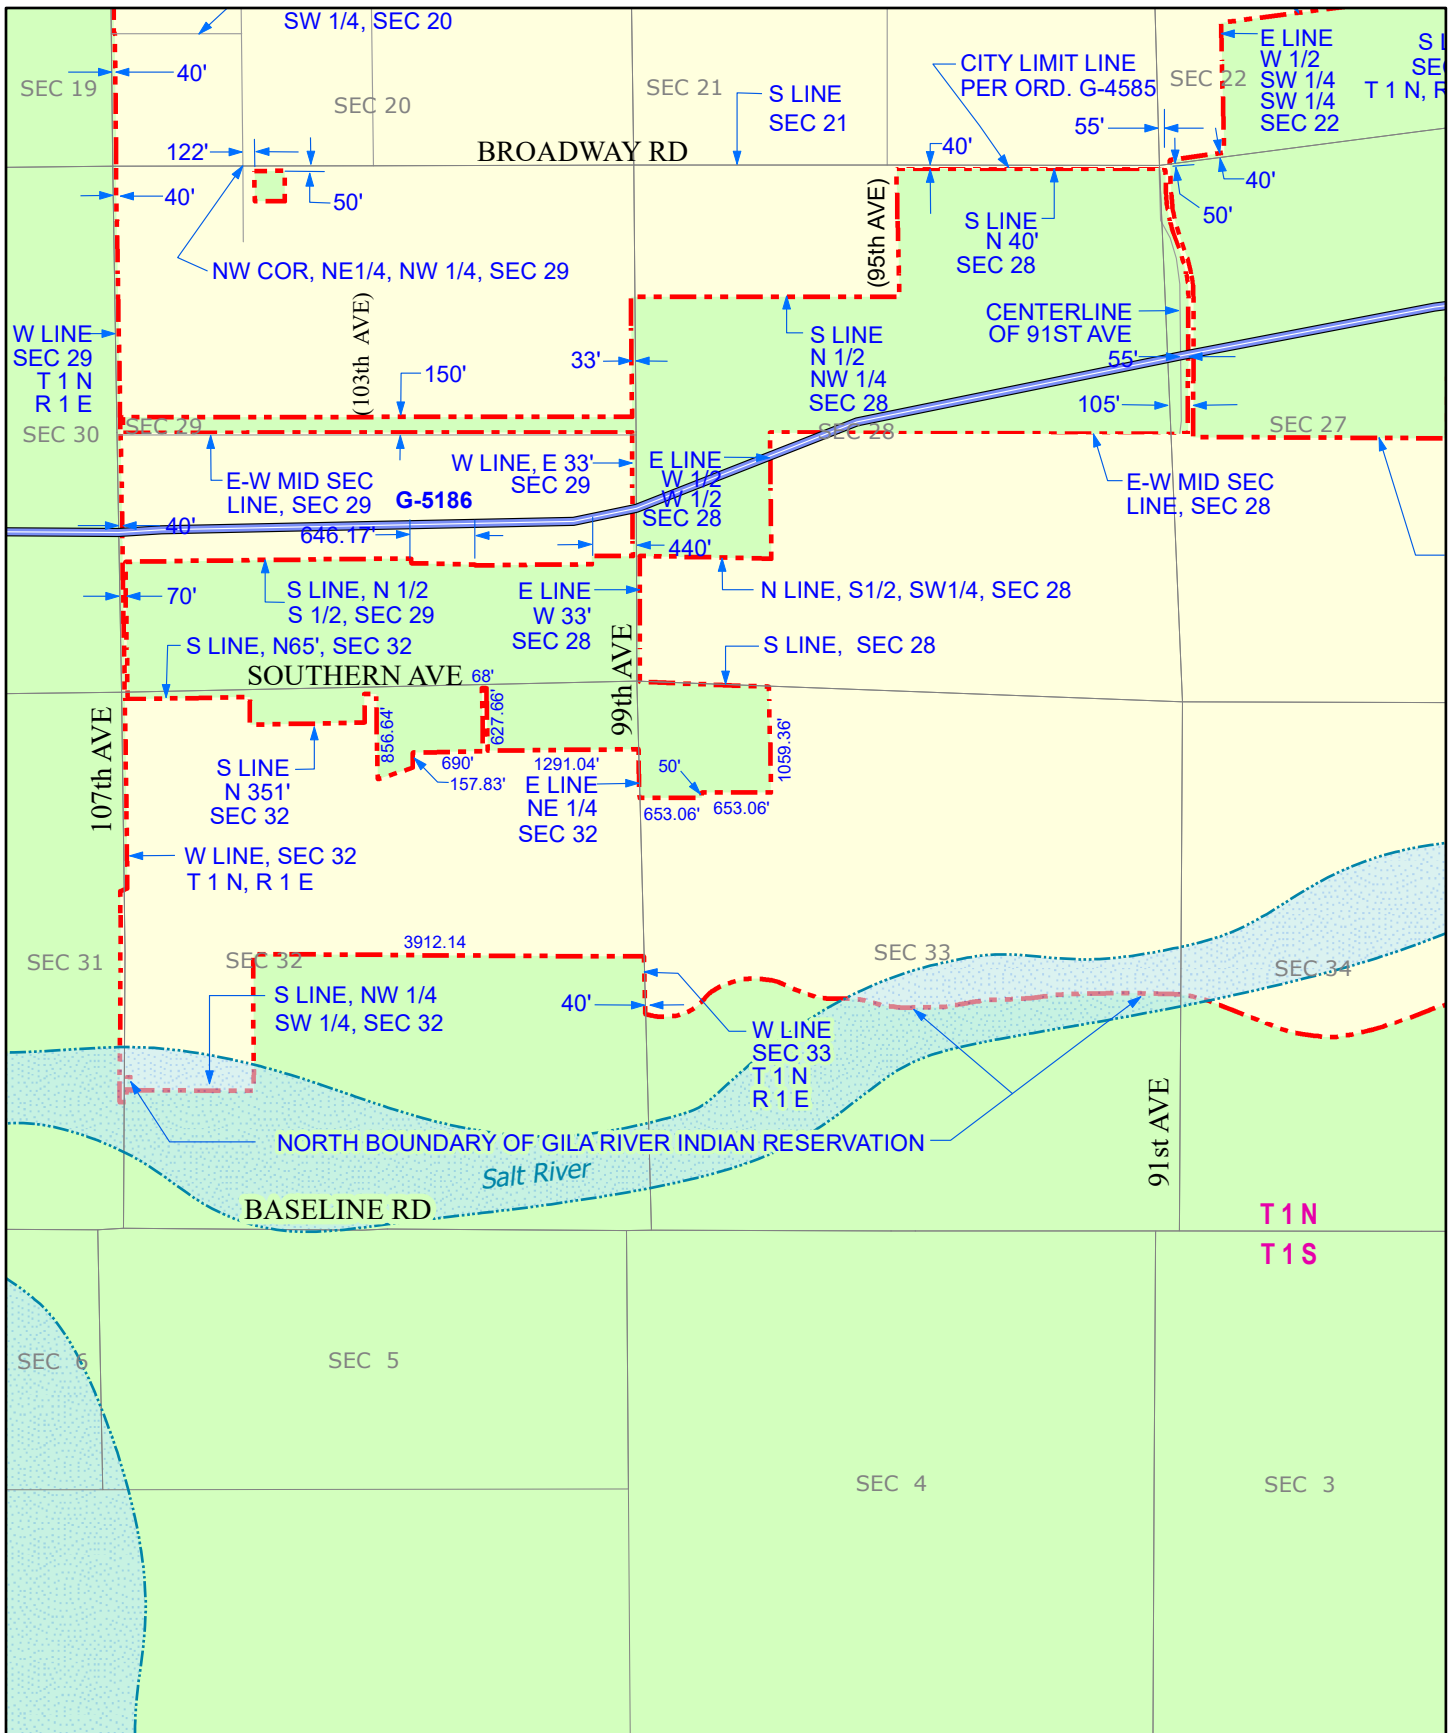 SW 1/4, SEC 20
40'
SEC 19
SEC 20
SEC 21
S LINE
SEC 21
CITY LIMIT LINE
PER ORD. G-4585
SEC 22
E LINE
W 1/2
SW 1/4
SW 1/4
SEC 22
S L
SEC
T 1 N, R
55'
122'
BROADWAY RD
40'
40'
50'
40'
50'
(95th AVE)
S LINE
N 40'
SEC 28
NW COR, NE1/4, NW 1/4, SEC 29
(103th AVE)
W LINE
SEC 29
T 1 N
R 1 E
33'
S LINE
N 1/2
NW 1/4
SEC 28
CENTERLINE
OF 91ST AVE
55'
150'
105'
SEC 30
SEC 29
SEC 28
SEC 27
E-W MID SEC
LINE, SEC 29
W LINE, E 33'
SEC 29
E LINE
W 1/2
W 1/2
SEC 28
E-W MID SEC
LINE, SEC 28
G-5186
40'
646.17'
440'
70'
S LINE, N 1/2
S 1/2, SEC 29
E LINE
W 33'
SEC 28
N LINE, S1/2, SW1/4, SEC 28
S LINE, N65', SEC 32
S LINE, SEC 28
SOUTHERN AVE
68'
99th AVE
107th AVE
856.64'
627.66'
1059.36'
S LINE
N 351'
SEC 32
690'
157.83'
1291.04'
E LINE
NE 1/4
SEC 32
50'
653.06'
653.06'
W LINE, SEC 32
T 1 N, R 1 E
3912.14
SEC 31
SEC 32
SEC 33
SEC 34
S LINE, NW 1/4
SW 1/4, SEC 32
40'
W LINE
SEC 33
T 1 N
R 1 E
91st AVE
NORTH BOUNDARY OF GILA RIVER INDIAN RESERVATION
Salt River
BASELINE RD
T 1 N
T 1 S
SEC 6
SEC 5
SEC 4
SEC 3